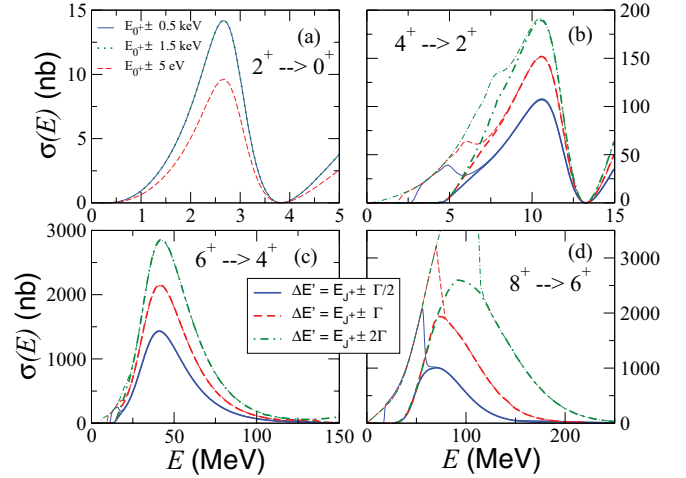 E₀⁺ ± 0.5 keV
E₀⁺ ± 1.5 keV
E₀⁺ ± 5 eV
(a)
2⁺ --> 0⁺
σ(E) (nb)
15
10
5
0
0 1 2 3 4 5
4⁺ --> 2⁺
(b)
200
150
100
50
0
0 5 10 15
6⁺ --> 4⁺
(c)
σ(E) (nb)
3000
2000
1000
0
0 50 100 150
E (MeV)
ΔE' = E_J⁺ ± Γ/2
ΔE' = E_J⁺ ± Γ
ΔE' = E_J⁺ ± 2Γ
(d)
8⁺ --> 6⁺
3000
2000
1000
0
0 100 200
E (MeV)